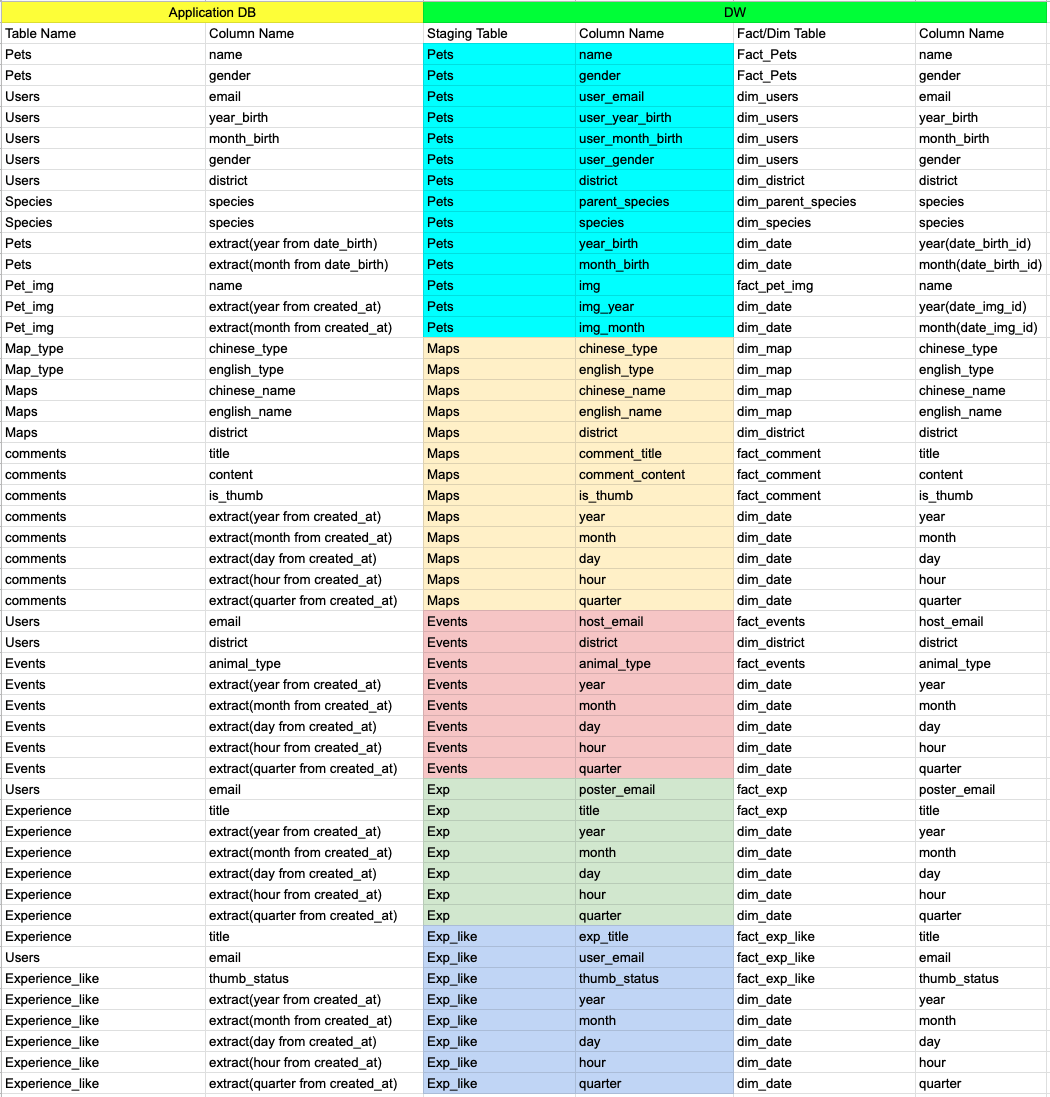 Application DB DW
Table Name Column Name Staging Table Column Name Fact/Dim Table Column Name
Pets name Pets name Fact_Pets name
Pets gender Pets gender Fact_Pets gender
Users email Pets user_email dim_users email
Users year_birth Pets user_year_birth dim_users year_birth
Users month_birth Pets user_month_birth dim_users month_birth
Users gender Pets user_gender dim_users gender
Users district Pets district dim_district district
Species species Pets parent_species dim_parent_species species
Species species Pets species dim_species species
Pets extract(year from date_birth) Pets year_birth dim_date year(date_birth_id)
Pets extract(month from date_birth) Pets month_birth dim_date month(date_birth_id)
Pet_img name Pets img fact_pet_img name
Pet_img extract(year from created_at) Pets img_year dim_date year(date_img_id)
Pet_img extract(month from created_at) Pets img_month dim_date month(date_img_id)
Map_type chinese_type Maps chinese_type dim_map chinese_type
Map_type english_type Maps english_type dim_map english_type
Maps chinese_name Maps chinese_name dim_map chinese_name
Maps english_name Maps english_name dim_map english_name
Maps district Maps district dim_district district
comments title Maps comment_title fact_comment title
comments content Maps comment_content fact_comment content
comments is_thumb Maps is_thumb fact_comment is_thumb
comments extract(year from created_at) Maps year dim_date year
comments extract(month from created_at) Maps month dim_date month
comments extract(day from created_at) Maps day dim_date day
comments extract(hour from created_at) Maps hour dim_date hour
comments extract(quarter from created_at) Maps quarter dim_date quarter
Users email Events host_email fact_events host_email
Users district Events district dim_district district
Events animal_type Events animal_type fact_events animal_type
Events extract(year from created_at) Events year dim_date year
Events extract(month from created_at) Events month dim_date month
Events extract(day from created_at) Events day dim_date day
Events extract(hour from created_at) Events hour dim_date hour
Events extract(quarter from created_at) Events quarter dim_date quarter
Users email Exp poster_email fact_exp poster_email
Experience title Exp title fact_exp title
Experience extract(year from created_at) Exp year dim_date year
Experience extract(month from created_at) Exp month dim_date month
Experience extract(day from created_at) Exp day dim_date day
Experience extract(hour from created_at) Exp hour dim_date hour
Experience extract(quarter from created_at) Exp quarter dim_date quarter
Experience title Exp_like exp_title fact_exp_like title
Users email Exp_like user_email fact_exp_like email
Experience_like thumb_status Exp_like thumb_status fact_exp_like thumb_status
Experience_like extract(year from created_at) Exp_like year dim_date year
Experience_like extract(month from created_at) Exp_like month dim_date month
Experience_like extract(day from created_at) Exp_like day dim_date day
Experience_like extract(hour from created_at) Exp_like hour dim_date hour
Experience_like extract(quarter from created_at) Exp_like quarter dim_date quarter